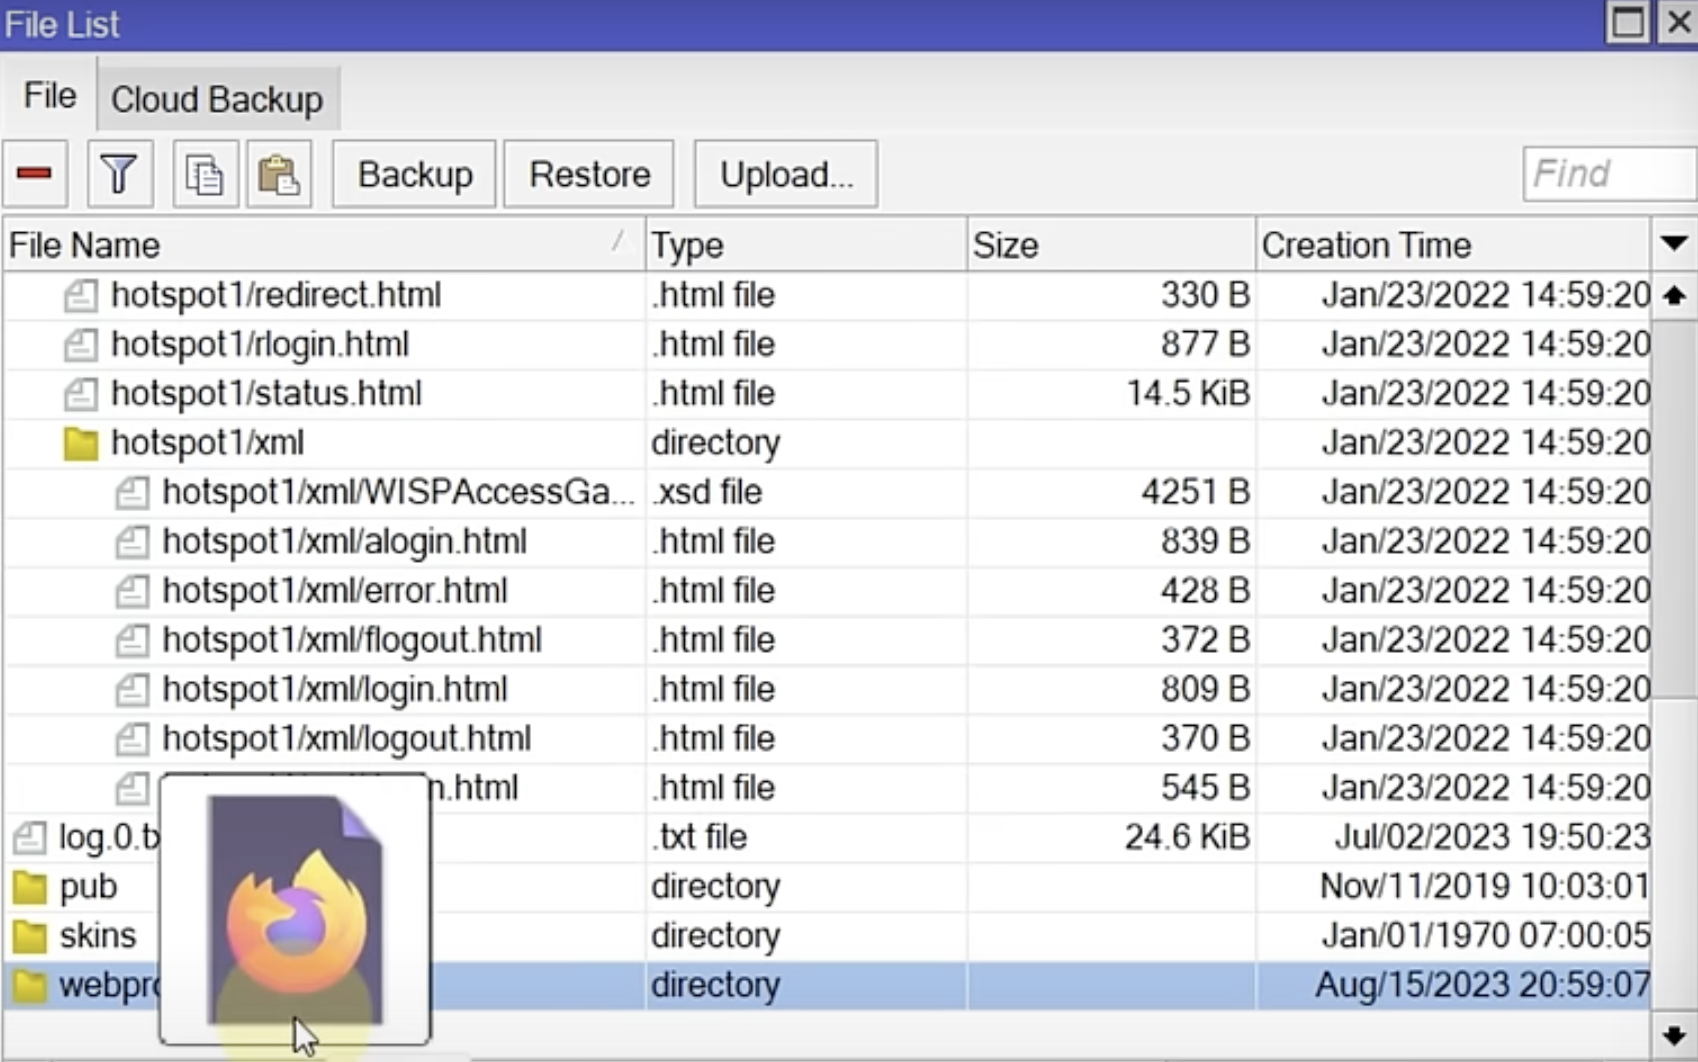 File List
File Cloud Backup
Backup Restore Upload... Find
File Name Type Size Creation Time
hotspot1/redirect.html .html file 330 B Jan/23/2022 14:59:20
hotspot1/rlogin.html .html file 877 B Jan/23/2022 14:59:20
hotspot1/status.html .html file 14.5 KiB Jan/23/2022 14:59:20
hotspot1/xml directory Jan/23/2022 14:59:20
hotspot1/xml/WISPAccessGa... .xsd file 4251 B Jan/23/2022 14:59:20
hotspot1/xml/alogin.html .html file 839 B Jan/23/2022 14:59:20
hotspot1/xml/error.html .html file 428 B Jan/23/2022 14:59:20
hotspot1/xml/flogout.html .html file 372 B Jan/23/2022 14:59:20
hotspot1/xml/login.html .html file 809 B Jan/23/2022 14:59:20
hotspot1/xml/logout.html .html file 370 B Jan/23/2022 14:59:20
n.html .html file 545 B Jan/23/2022 14:59:20
log.0.t .txt file 24.6 KiB Jul/02/2023 19:50:23
pub directory Nov/11/2019 10:03:01
skins directory Jan/01/1970 07:00:05
webpro directory Aug/15/2023 20:59:07